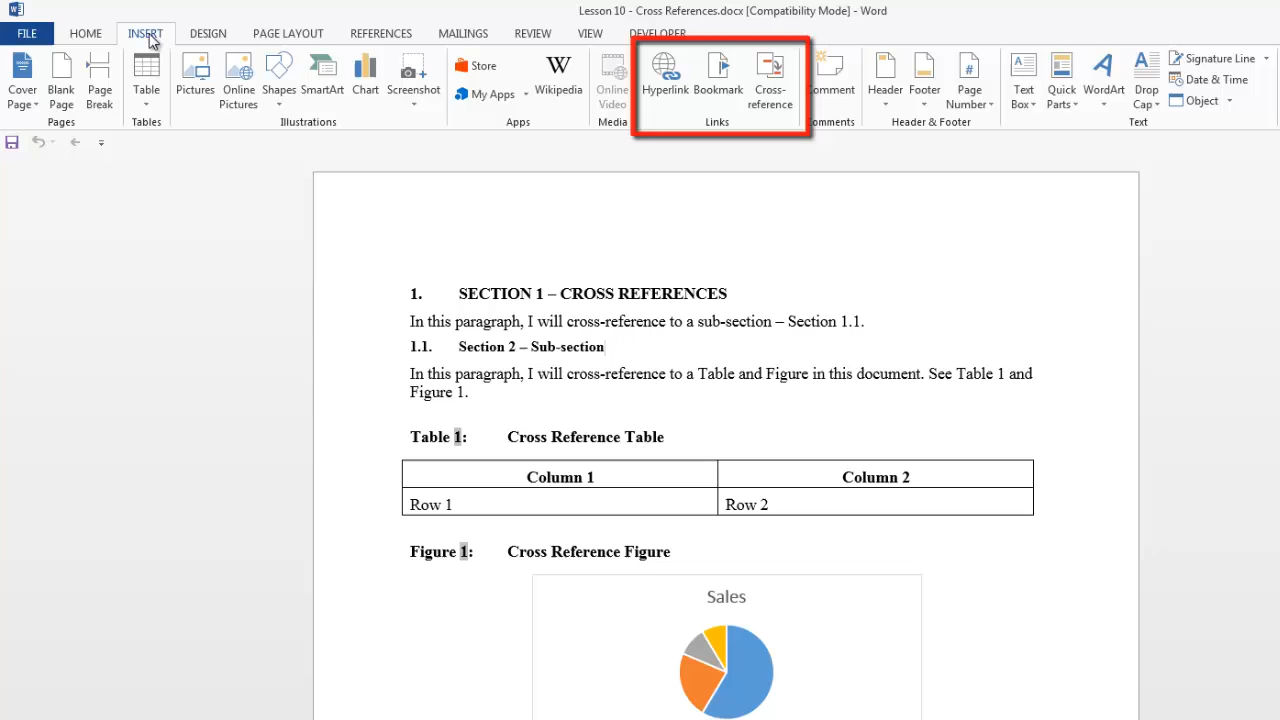 Lesson 10 - Cross References.docx [Compatibility Mode] - Word
FILE HOME INSERT DESIGN PAGE LAYOUT REFERENCES MAILINGS REVIEW VIEW DEVELOPER
Cover Page
Blank Page
Page Break
Pages
Table
Tables
Pictures
Online Pictures
Shapes
SmartArt
Chart
Screenshot
Illustrations
Store
My Apps
W
Wikipedia
Apps
Online Video
Media
Hyperlink
Bookmark
Cross-reference
Links
Comment
Comments
Header
Footer
# Page Number
Header & Footer
A Text Box
Quick Parts
A WordArt
A Drop Cap
Signature Line
Date & Time
Object
Text
1. SECTION 1 – CROSS REFERENCES
In this paragraph, I will cross-reference to a sub-section – Section 1.1.
1.1. Section 2 – Sub-section
In this paragraph, I will cross-reference to a Table and Figure in this document. See Table 1 and
Figure 1.
Table 1: Cross Reference Table
Column 1 Column 2
Row 1 Row 2
Figure 1: Cross Reference Figure
Sales